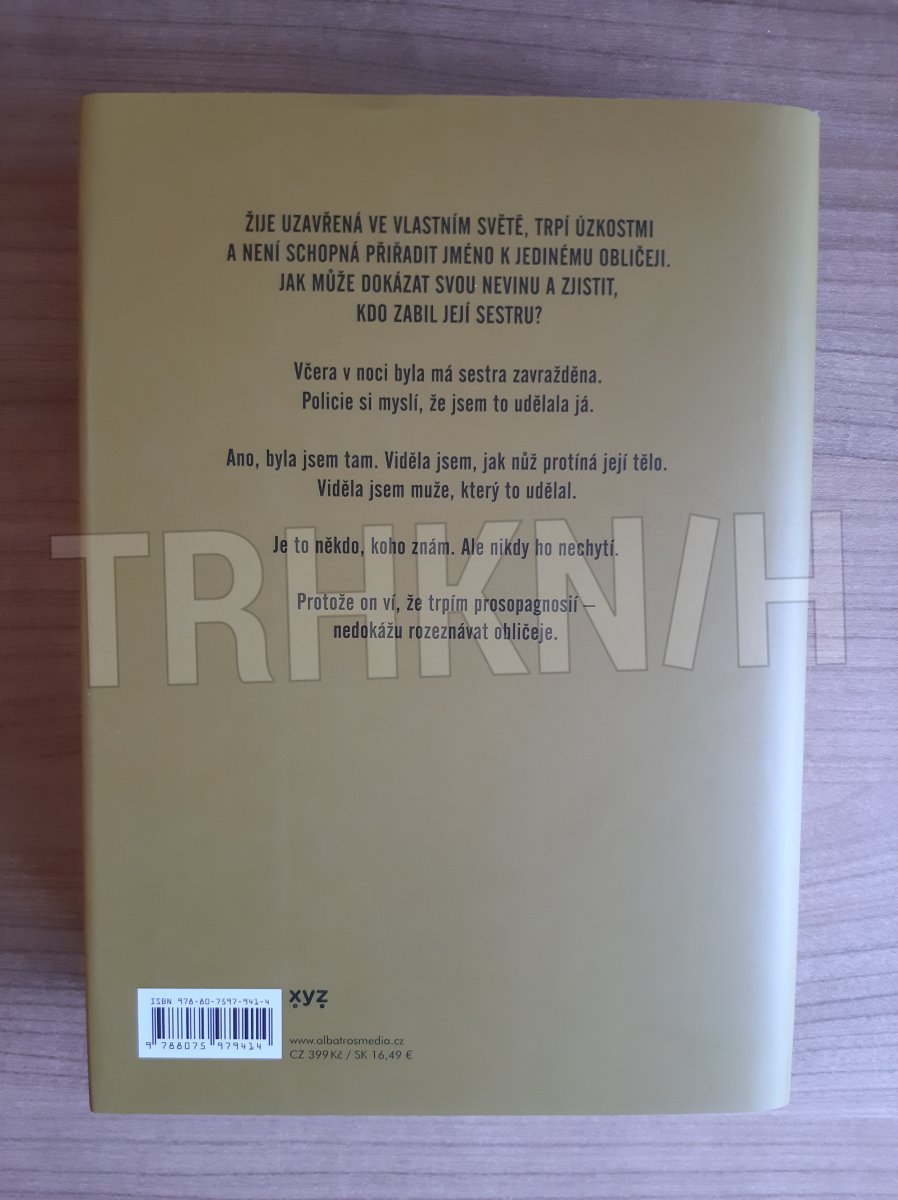 ŽIJE UZAVŘENÁ VE VLASTNÍM SVĚTĚ, TRPÍ ÚZKOSTMI
A NENÍ SCHOPNÁ PŘIŘADIT JMÉNO K JEDINÉMU OBLIČEJI.
JAK MŮŽE DOKÁZAT SVOU NEVINU A ZJISTIT,
KDO ZABIL JEJÍ SESTRU?
Včera v noci byla má sestra zavražděna.
Policie si myslí, že jsem to udělala já.
Ano, byla jsem tam. Viděla jsem, jak nůž protíná její tělo.
Viděla jsem muže, který to udělal.
TRHKN/H
Je to někdo, koho znám. Ale nikdy ho nechytí.
Protože on ví, že trpím prosopagnosií –
nedokážu rozeznávat obličeje.
ISBN 978-80-7597-941-4
9 788075 979414
xyz
www.albatrosmedia.cz
CZ 399 Kč / SK 16,49 €